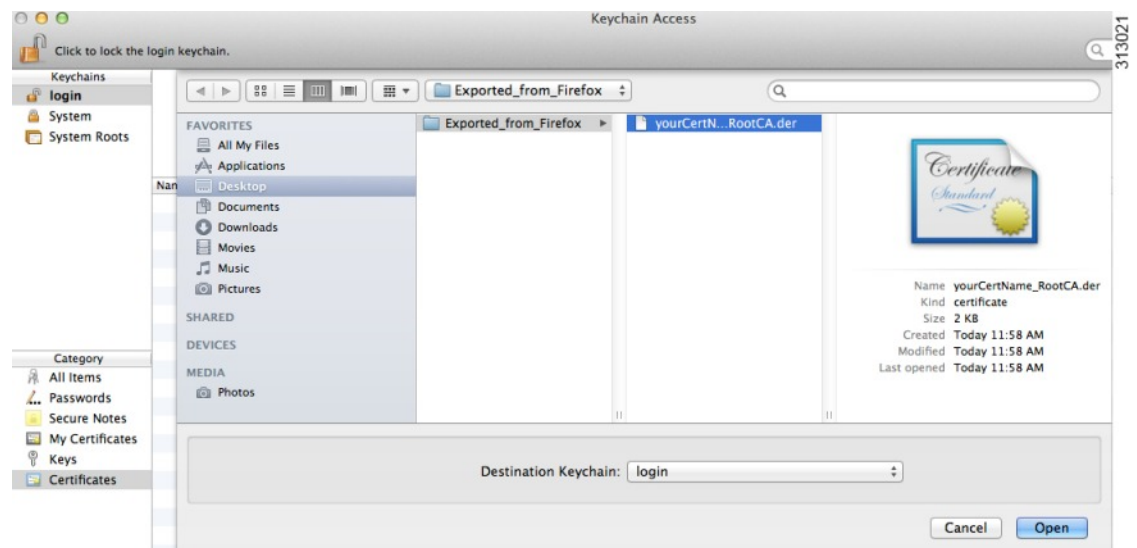 Keychain Access
313021
Click to lock the login keychain.
Keychains
login
System
System Roots
Nan
Category
All Items
Passwords
Secure Notes
My Certificates
Keys
Certificates
Exported_from_Firefox
FAVORITES
All My Files
Applications
Desktop
Documents
Downloads
Movies
Music
Pictures
SHARED
DEVICES
MEDIA
Photos
Exported_from_Firefox
yourCertN...RootCA.der
Certificate
Standard
Name yourCertName_RootCA.der
Kind certificate
Size 2 KB
Created Today 11:58 AM
Modified Today 11:58 AM
Last opened Today 11:58 AM
Destination Keychain: login
Cancel Open